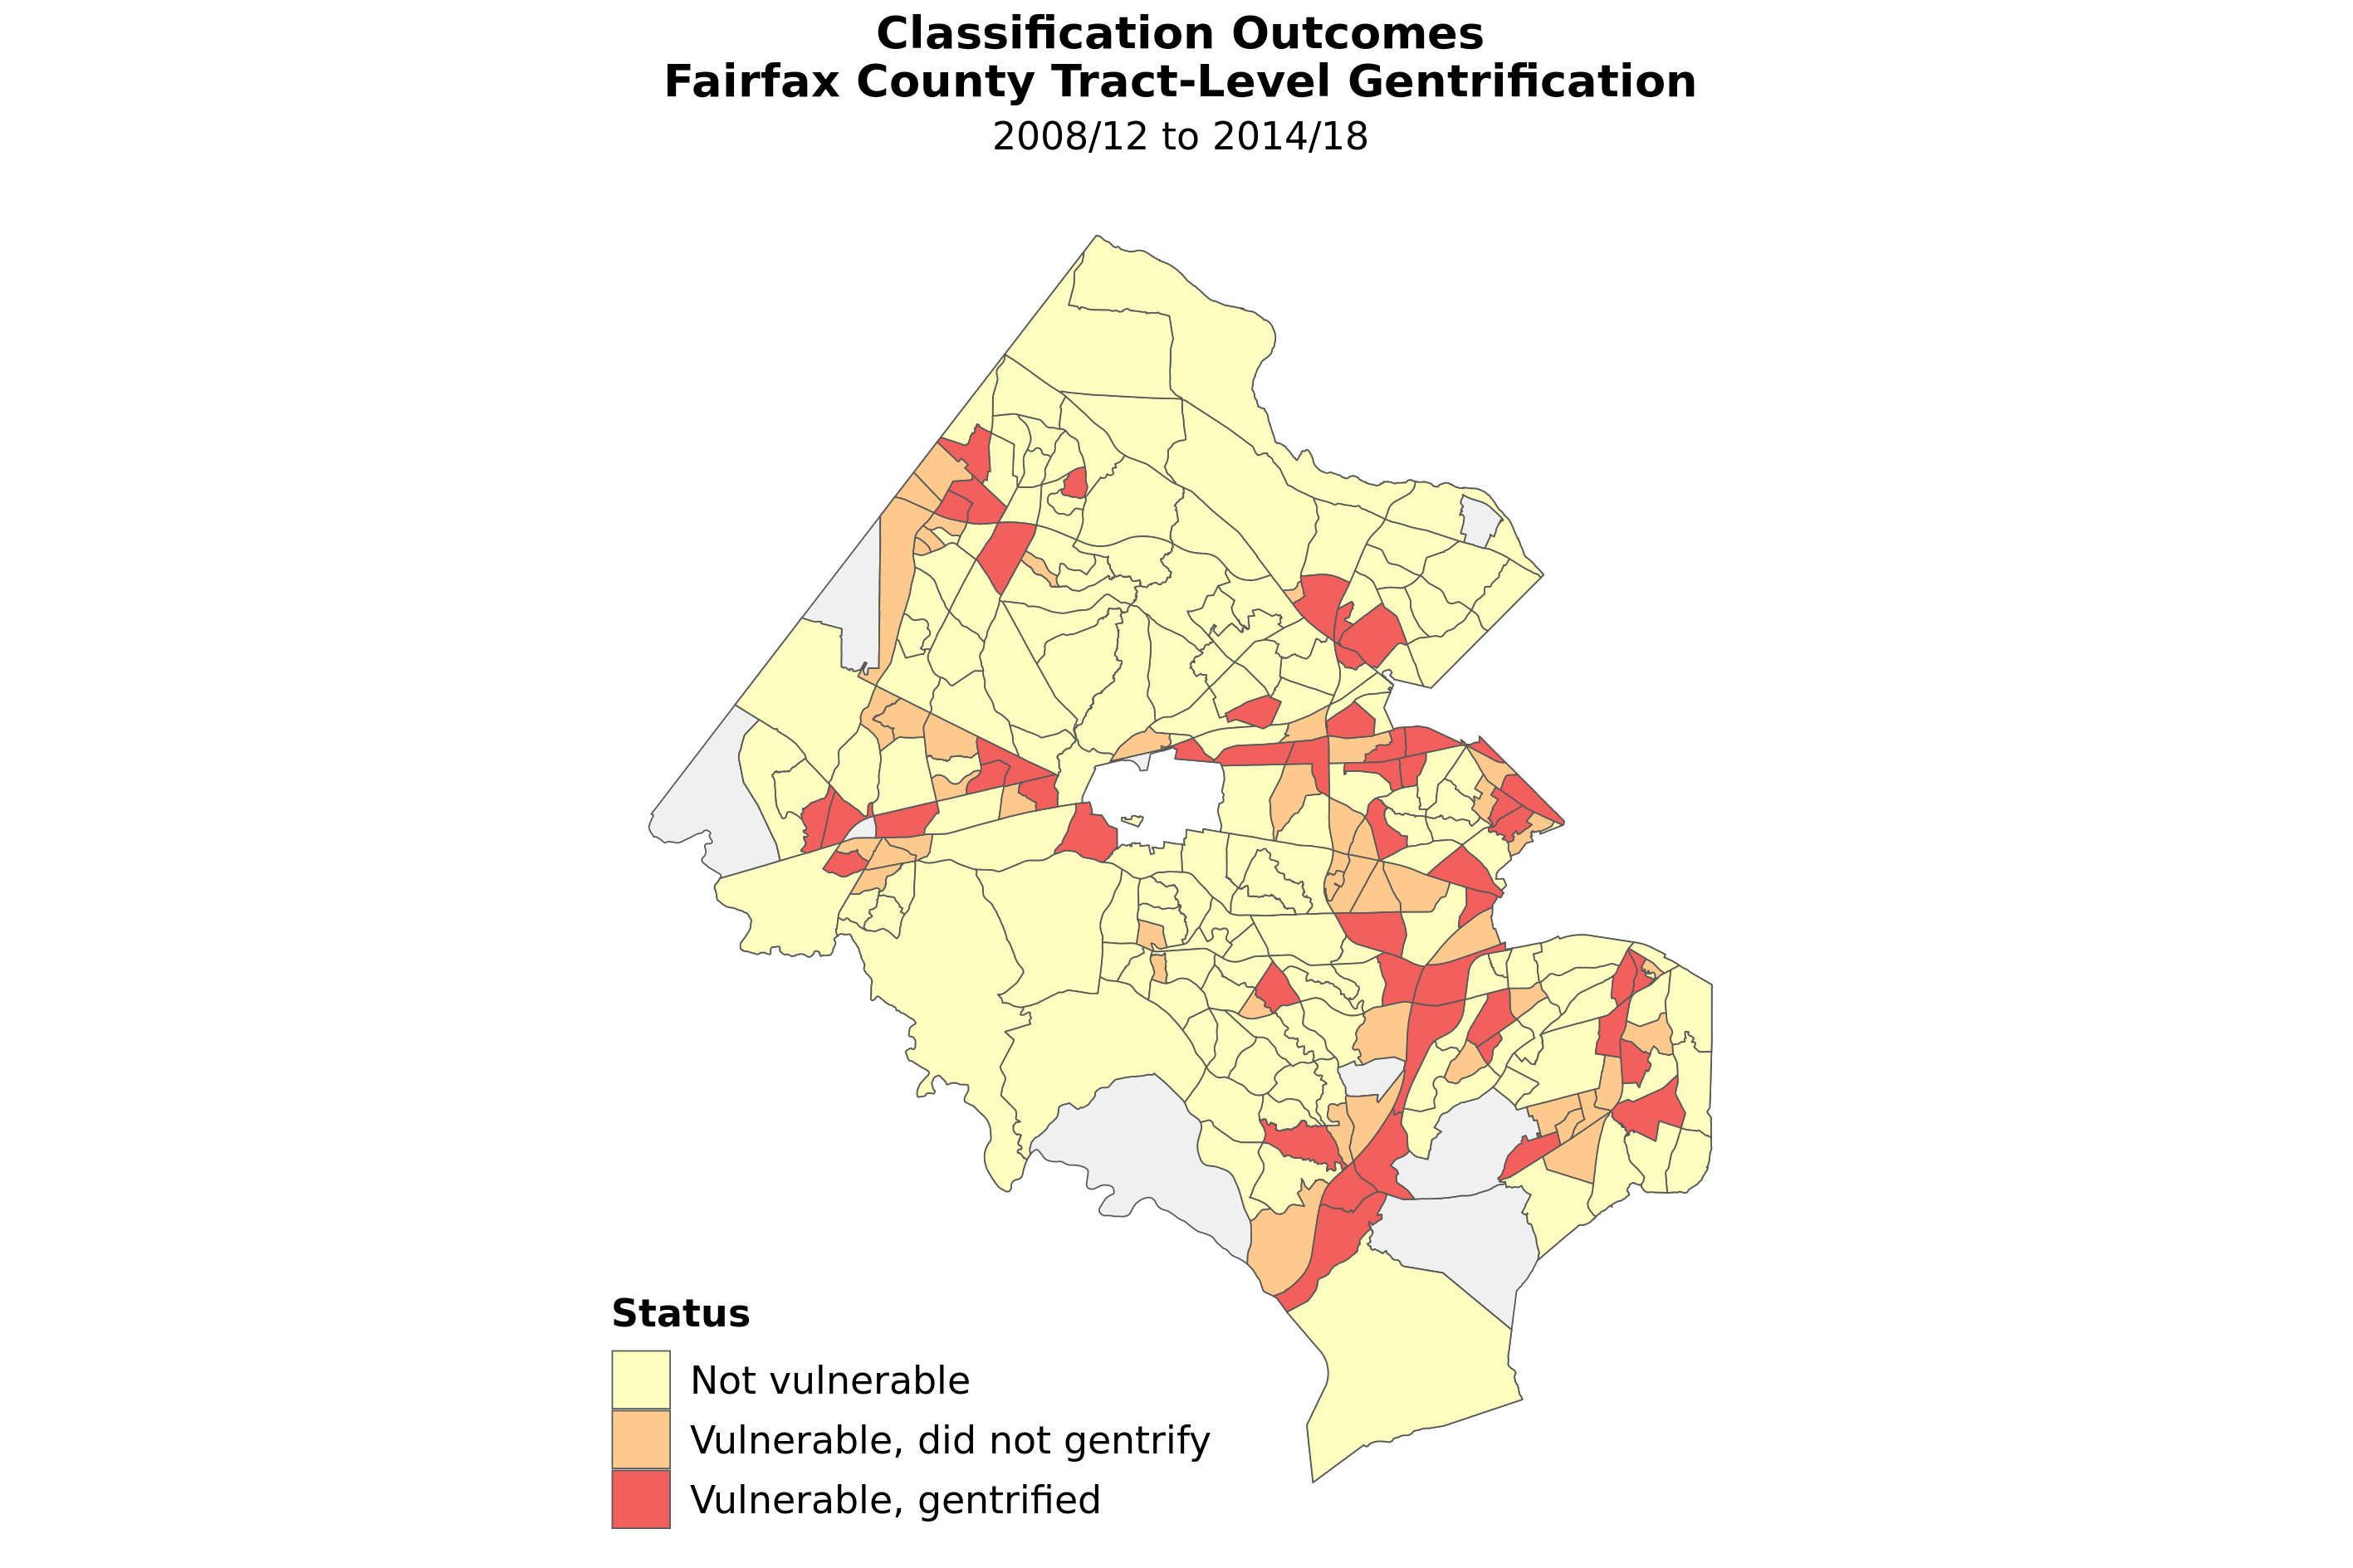 Classification Outcomes
Fairfax County Tract-Level Gentrification
2008/12 to 2014/18
Status
Not vulnerable
Vulnerable, did not gentrify
Vulnerable, gentrified